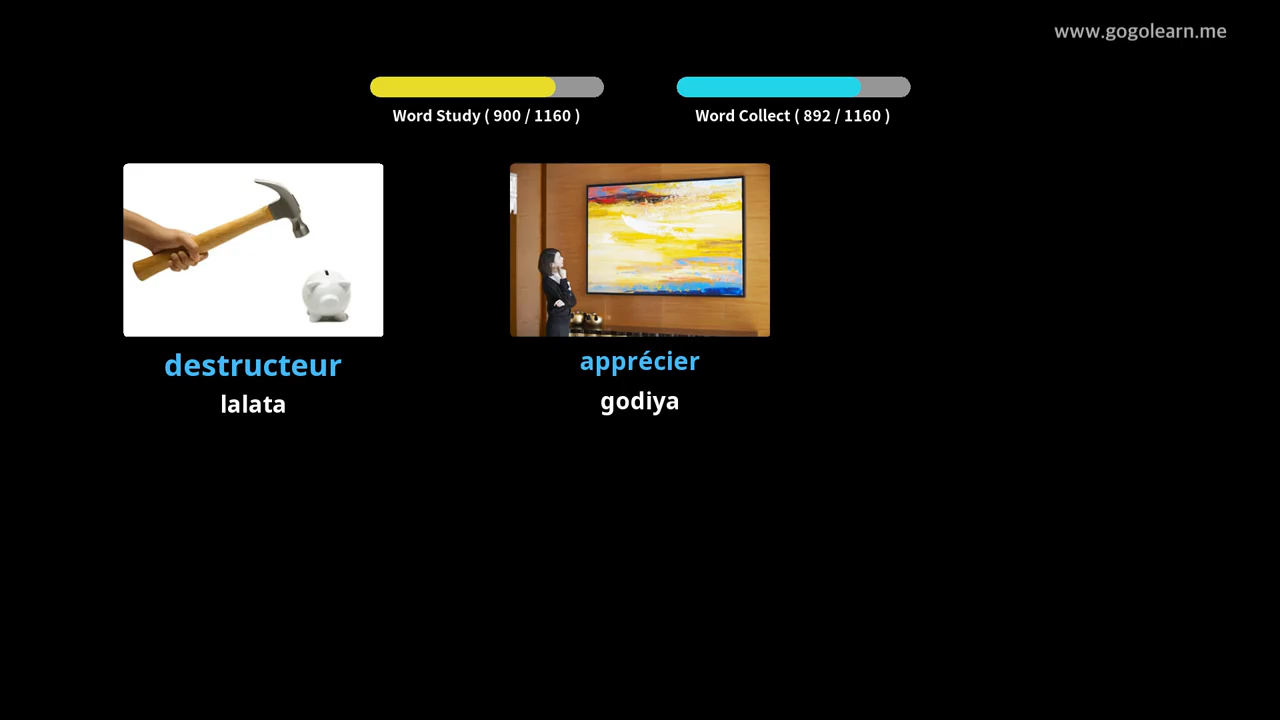 www.gogolearn.me
Word Study ( 900 / 1160 )
Word Collect ( 892 / 1160 )
destructeur
lalata
apprécier
godiya